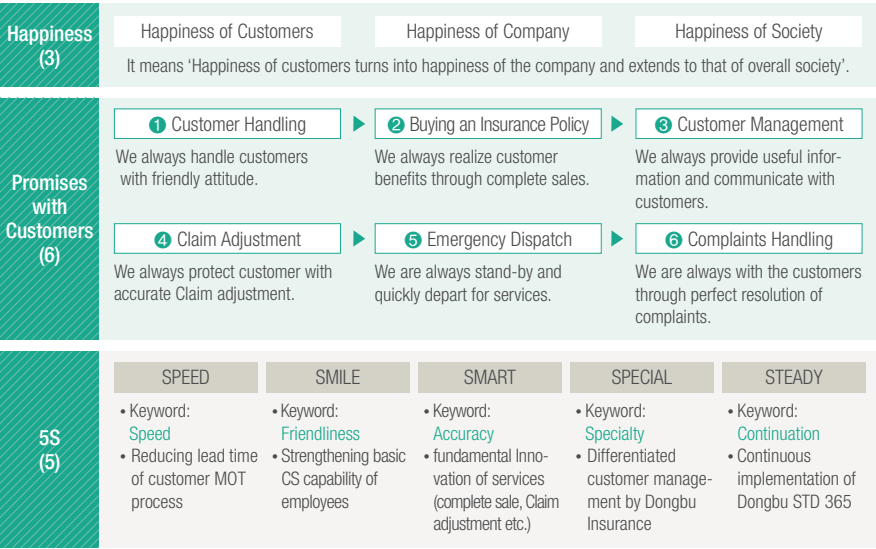 Happiness
(3)
Happiness of Customers
Happiness of Company
Happiness of Society
It means ‘Happiness of customers turns into happiness of the company and extends to that of overall society’.
Promises
with
Customers
(6)
❶ Customer Handling
We always handle customers
with friendly attitude.
❷ Buying an Insurance Policy
We always realize customer
benefits through complete sales.
❸ Customer Management
We always provide useful infor-
mation and communicate with
customers.
❹ Claim Adjustment
We always protect customer with
accurate Claim adjustment.
❺ Emergency Dispatch
We are always stand-by and
quickly depart for services.
❻ Complaints Handling
We are always with the customers
through perfect resolution of
complaints.
5S
(5)
SPEED
• Keyword:
Speed
• Reducing lead time
of customer MOT
process
SMILE
• Keyword:
Friendliness
• Strengthening basic
CS capability of
employees
SMART
• Keyword:
Accuracy
• fundamental Inno-
vation of services
(complete sale, Claim
adjustment etc.)
SPECIAL
• Keyword:
Specialty
• Differentiated
customer manage-
ment by Dongbu
Insurance
STEADY
• Keyword:
Continuation
• Continuous
implementation of
Dongbu STD 365